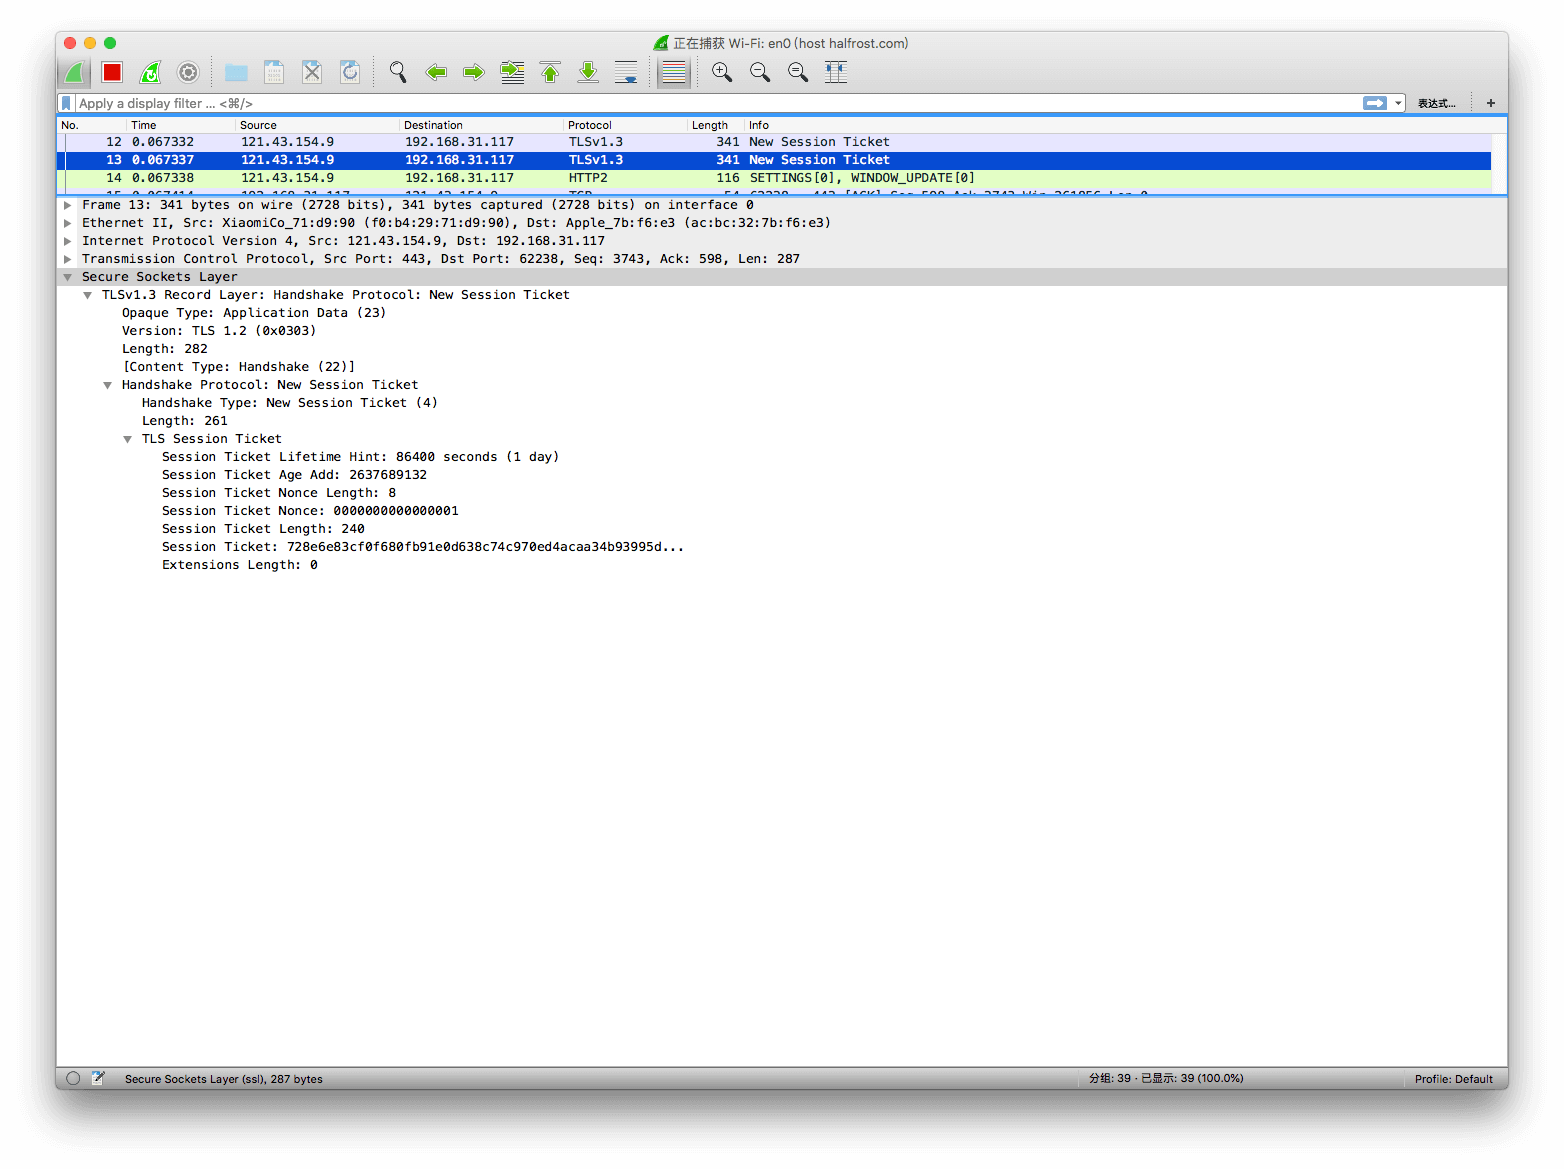 正在捕获 Wi-Fi: en0 (host halfrost.com)
Apply a display filter ... <⌘/>
表达式... +
No. Time Source Destination Protocol Length Info
12 0.067332 121.43.154.9 192.168.31.117 TLSv1.3 341 New Session Ticket
13 0.067337 121.43.154.9 192.168.31.117 TLSv1.3 341 New Session Ticket
14 0.067338 121.43.154.9 192.168.31.117 HTTP2 116 SETTINGS[0], WINDOW_UPDATE[0]
Frame 13: 341 bytes on wire (2728 bits), 341 bytes captured (2728 bits) on interface 0
Ethernet II, Src: XiaomiCo_71:d9:90 (f0:b4:29:71:d9:90), Dst: Apple_7b:f6:e3 (ac:bc:32:7b:f6:e3)
Internet Protocol Version 4, Src: 121.43.154.9, Dst: 192.168.31.117
Transmission Control Protocol, Src Port: 443, Dst Port: 62238, Seq: 3743, Ack: 598, Len: 287
Secure Sockets Layer
TLSv1.3 Record Layer: Handshake Protocol: New Session Ticket
Opaque Type: Application Data (23)
Version: TLS 1.2 (0x0303)
Length: 282
[Content Type: Handshake (22)]
Handshake Protocol: New Session Ticket
Handshake Type: New Session Ticket (4)
Length: 261
TLS Session Ticket
Session Ticket Lifetime Hint: 86400 seconds (1 day)
Session Ticket Age Add: 2637689132
Session Ticket Nonce Length: 8
Session Ticket Nonce: 0000000000000001
Session Ticket Length: 240
Session Ticket: 728e6e83cf0f680fb91e0d638c74c970ed4acaa34b93995d...
Extensions Length: 0
Secure Sockets Layer (ssl), 287 bytes
分组: 39 · 已显示: 39 (100.0%)
Profile: Default